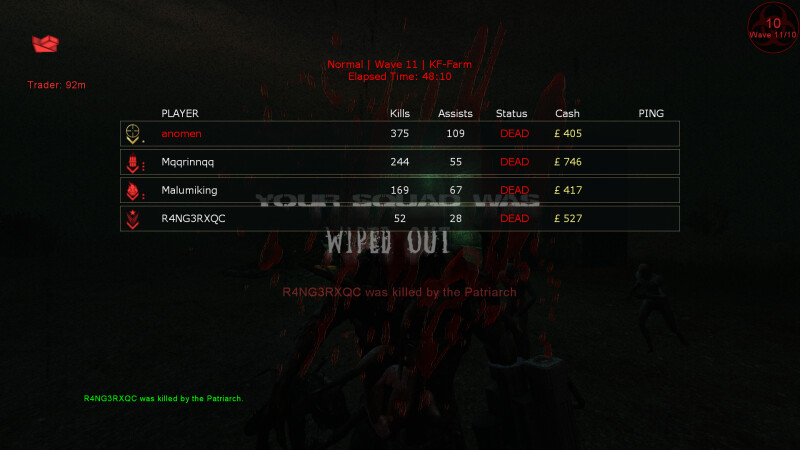 10
Wave 11/10
Normal | Wave 11 | KF-Farm
Elapsed Time: 48:10
Trader: 92m
PLAYER Kills Assists Status Cash PING
anomen 375 109 DEAD £ 405
Mqqrinnqq 244 55 DEAD £ 746
Malumiking 169 67 DEAD £ 417
YOUR SQUAD WAS
R4NG3RXQC 52 28 DEAD £ 527
WIPED OUT
R4NG3RXQC was killed by the Patriarch
R4NG3RXQC was killed by the Patriarch.